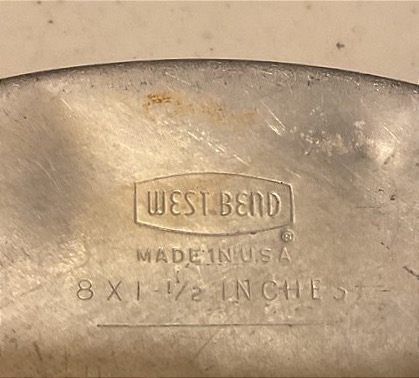 WEST BEND
®
MADE IN U.S.A
8 X 1-1/2 INCHES